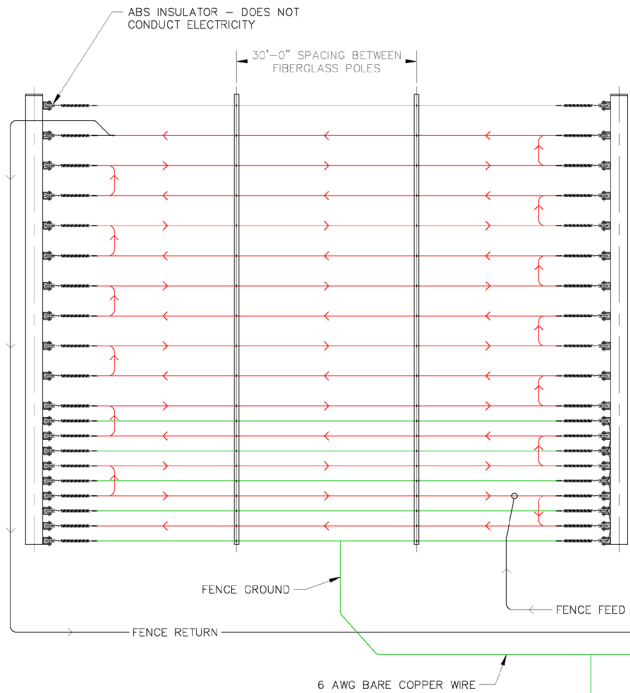 ABS INSULATOR – DOES NOT
CONDUCT ELECTRICITY
30'-0" SPACING BETWEEN
FIBERGLASS POLES
FENCE GROUND
FENCE FEED
FENCE RETURN
6 AWG BARE COPPER WIRE